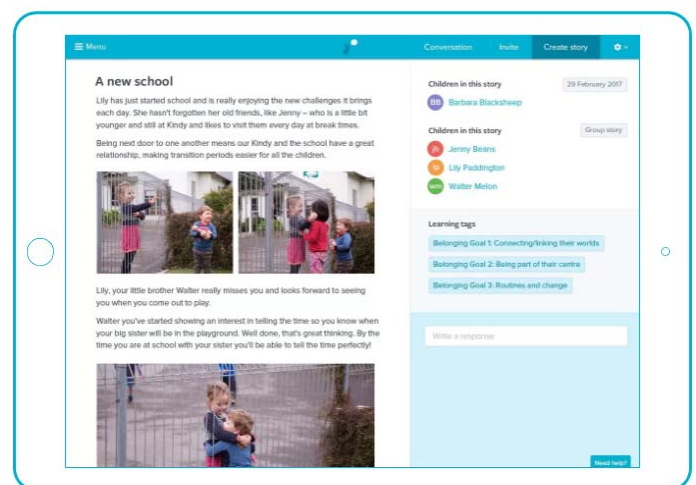 Menu
Conversation
Invite
Create story
A new school
Lily has just started school and is really enjoying the new challenges it brings
each day. She hasn't forgotten her old friends, like Jenny – who is a little bit
younger and still at Kindy and likes to visit them every day at break times.
Being next door to one another means our Kindy and the school have a great
relationship, making transition periods easier for all the children.
Lily, your little brother Walter really misses you and looks forward to seeing
you when you come out to play.
Walter you've started showing an interest in telling the time so you know when
your big sister will be in the playground. Well done, that's great thinking. By the
time you are at school with your sister you'll be able to tell the time perfectly!
Children in this story
29 February 2017
BB Barbara Blacksheep
Children in this story
Group story
jb Jenny Beans
lp Lily Paddington
wm Walter Melon
Learning tags
Belonging Goal 1: Connecting/linking their worlds
Belonging Goal 2: Being part of their centre
Belonging Goal 3: Routines and change
Write a response
Need help?